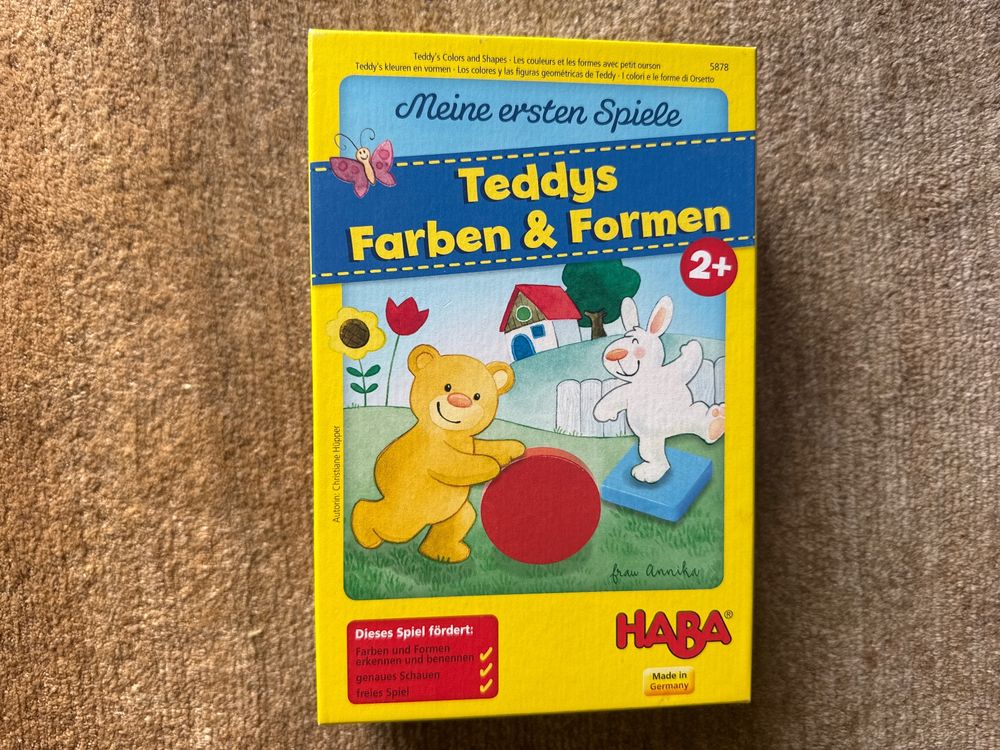 Teddy's Colors and Shapes · Les couleurs et les formes avec petit ourson
5878
Teddy's kleuren en vormen · Los colores y las figuras geométricas de Teddy · I colori e le forme di Orsetto
Meine ersten Spiele
Teddys
Farben & Formen
2+
Autorin: Christiane Hüpper
frau Annika
Dieses Spiel fördert:
Farben und Formen
erkennen und benennen
genaues Schauen
freies Spiel
HABA®
Made in
Germany